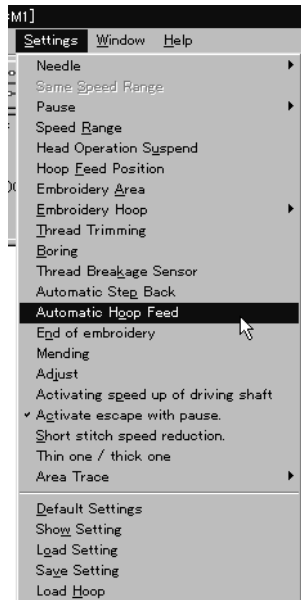 M1]
Settings Window Help
Needle
Same Speed Range
Pause
Speed Range
Head Operation Suspend
Hoop Feed Position
Embroidery Area
Embroidery Hoop
Thread Trimming
Boring
Thread Breakage Sensor
Automatic Step Back
Automatic Hoop Feed
End of embroidery
Mending
Adjust
Activating speed up of driving shaft
Activate escape with pause.
Short stitch speed reduction.
Thin one / thick one
Area Trace
Default Settings
Show Setting
Load Setting
Save Setting
Load Hoop